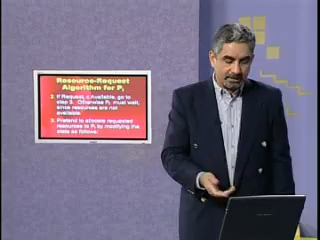 Resource-Request
Algorithm for Pi
2. If Requesti ≤ Available, go to
step 3. Otherwise Pi must wait,
since resources are not
available.
3. Pretend to allocate requested
resources to Pi by modifying the
state as follows: